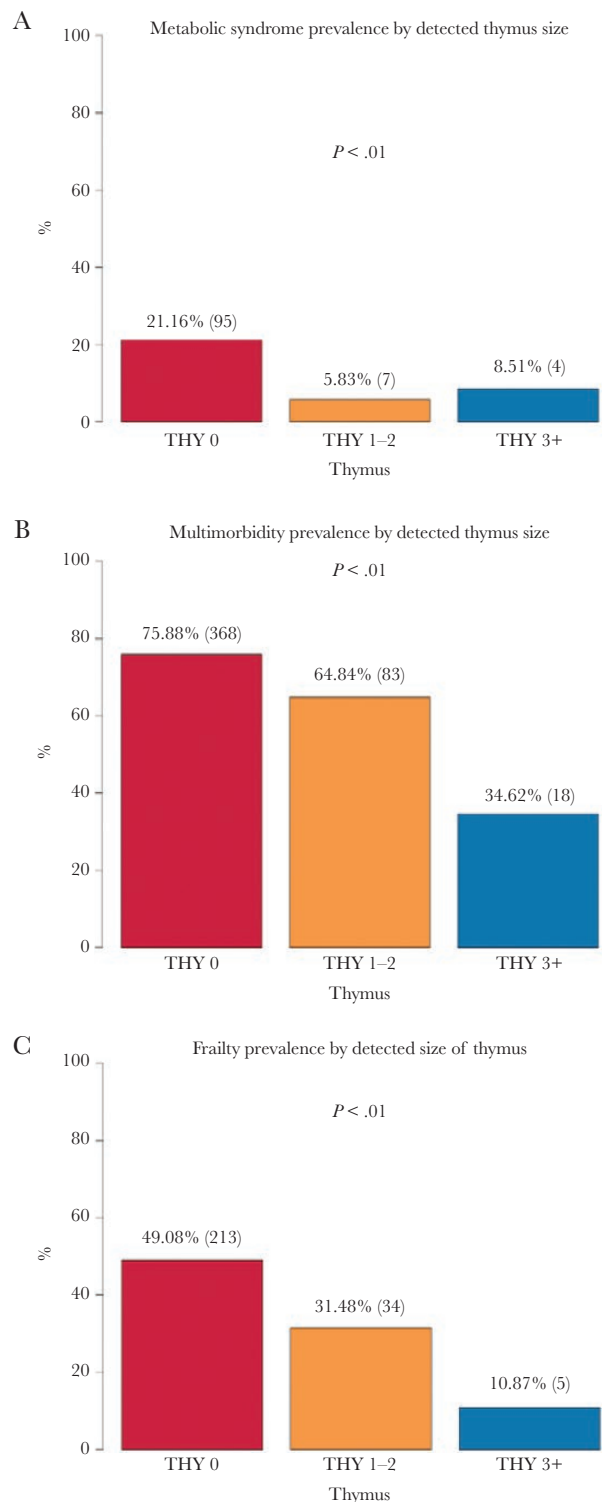 A
Metabolic syndrome prevalence by detected thymus size
100
80
P < .01
60
%
40
21.16% (95)
20
5.83% (7)
8.51% (4)
0
THY 0
THY 1–2
THY 3+
Thymus
B
Multimorbidity prevalence by detected thymus size
100
P < .01
75.88% (368)
80
64.84% (83)
60
%
40
34.62% (18)
20
0
THY 0
THY 1–2
THY 3+
Thymus
C
Frailty prevalence by detected size of thymus
100
P < .01
80
60
49.08% (213)
%
40
31.48% (34)
20
10.87% (5)
0
THY 0
THY 1–2
THY 3+
Thymus